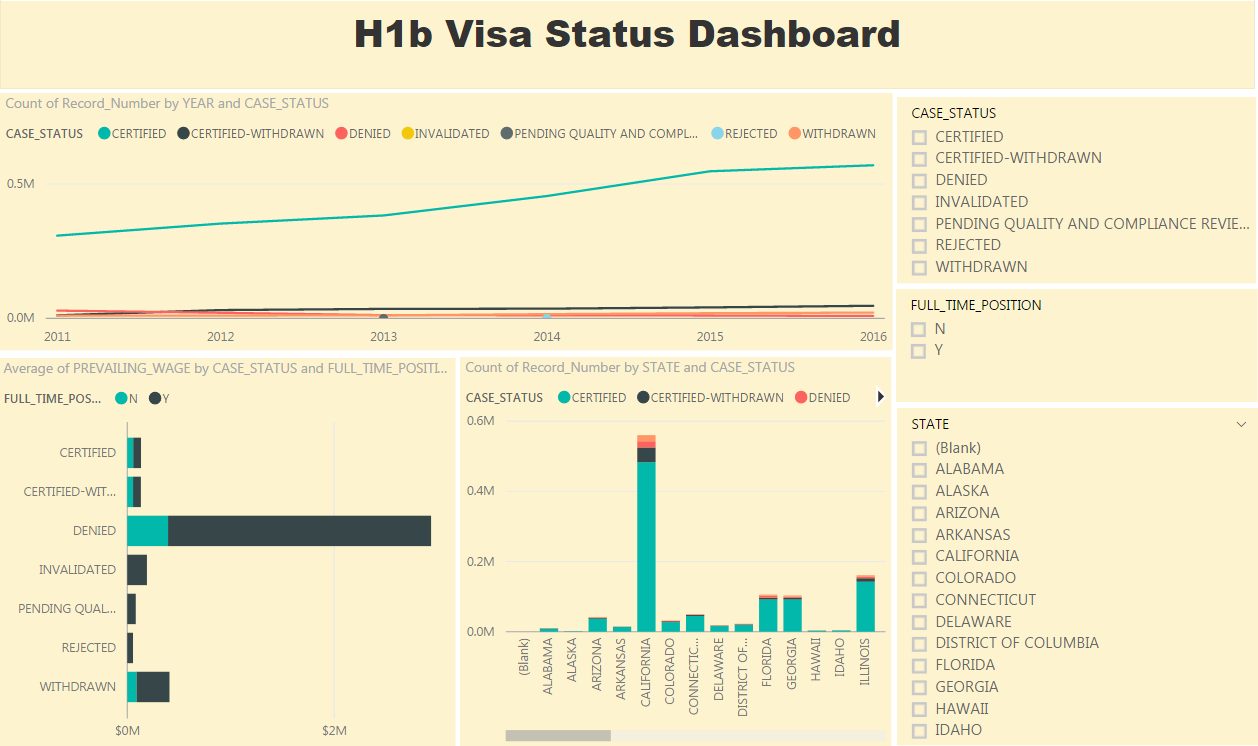 H1b Visa Status Dashboard
Count of Record_Number by YEAR and CASE_STATUS
CASE_STATUS CERTIFIED CERTIFIED-WITHDRAWN DENIED INVALIDATED PENDING QUALITY AND COMPL... REJECTED WITHDRAWN
0.5M
0.0M
2011 2012 2013 2014 2015 2016
CASE_STATUS
CERTIFIED
CERTIFIED-WITHDRAWN
DENIED
INVALIDATED
PENDING QUALITY AND COMPLIANCE REVIE...
REJECTED
WITHDRAWN
FULL_TIME_POSITION
N
Y
Average of PREVAILING_WAGE by CASE_STATUS and FULL_TIME_POSITI...
FULL_TIME_POS... N Y
CERTIFIED
CERTIFIED-WIT...
DENIED
INVALIDATED
PENDING QUAL...
REJECTED
WITHDRAWN
$0M $2M
Count of Record_Number by STATE and CASE_STATUS
CASE_STATUS CERTIFIED CERTIFIED-WITHDRAWN DENIED
0.6M
0.4M
0.2M
0.0M
(Blank)
ALABAMA
ALASKA
ARIZONA
ARKANSAS
CALIFORNIA
COLORADO
CONNECTIC...
DELAWARE
DISTRICT OF...
FLORIDA
GEORGIA
HAWAII
IDAHO
ILLINOIS
STATE
(Blank)
ALABAMA
ALASKA
ARIZONA
ARKANSAS
CALIFORNIA
COLORADO
CONNECTICUT
DELAWARE
DISTRICT OF COLUMBIA
FLORIDA
GEORGIA
HAWAII
IDAHO